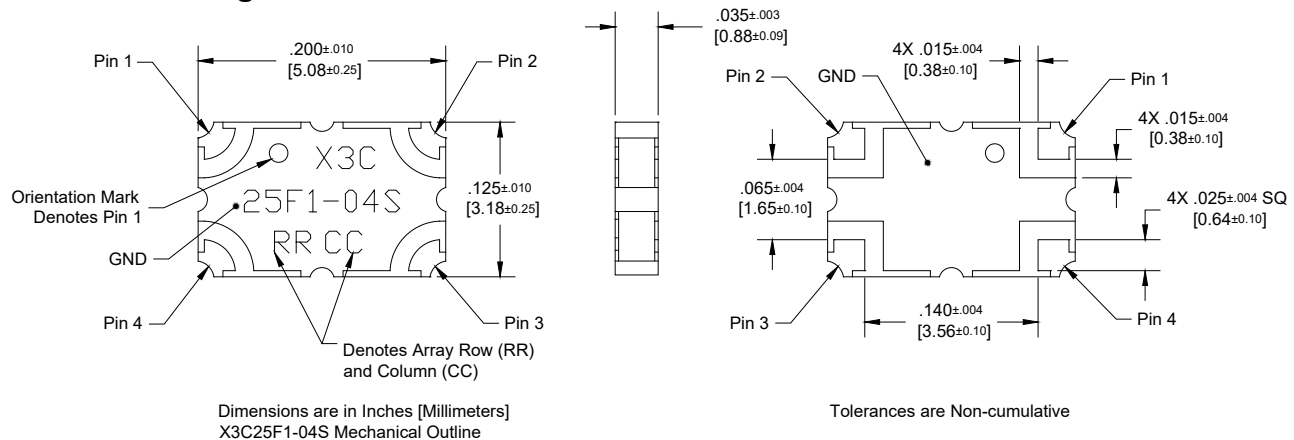 Pin 1
.200±.010
[5.08±0.25]
Pin 2
Orientation Mark
Denotes Pin 1
GND
Pin 4
X3C
25F1-04S
RR CC
.125±.010
[3.18±0.25]
Pin 3
Denotes Array Row (RR)
and Column (CC)
Dimensions are in Inches [Millimeters]
X3C25F1-04S Mechanical Outline
.035±.003
[0.88±0.09]
Pin 2
GND
4X .015±.004
[0.38±0.10]
Pin 1
4X .015±.004
[0.38±0.10]
.065±.004
[1.65±0.10]
4X .025±.004 SQ
[0.64±0.10]
Pin 3
.140±.004
[3.56±0.10]
Pin 4
Tolerances are Non-cumulative